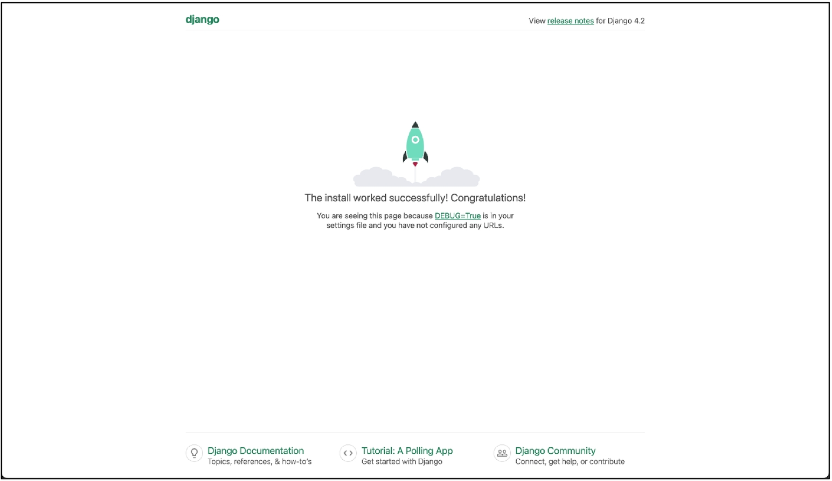 django
View release notes for Django 4.2
The install worked successfully! Congratulations!
You are seeing this page because DEBUG=True is in your
settings file and you have not configured any URLs.
Django Documentation
Topics, references, & how-to's
Tutorial: A Polling App
Get started with Django
Django Community
Connect, get help, or contribute